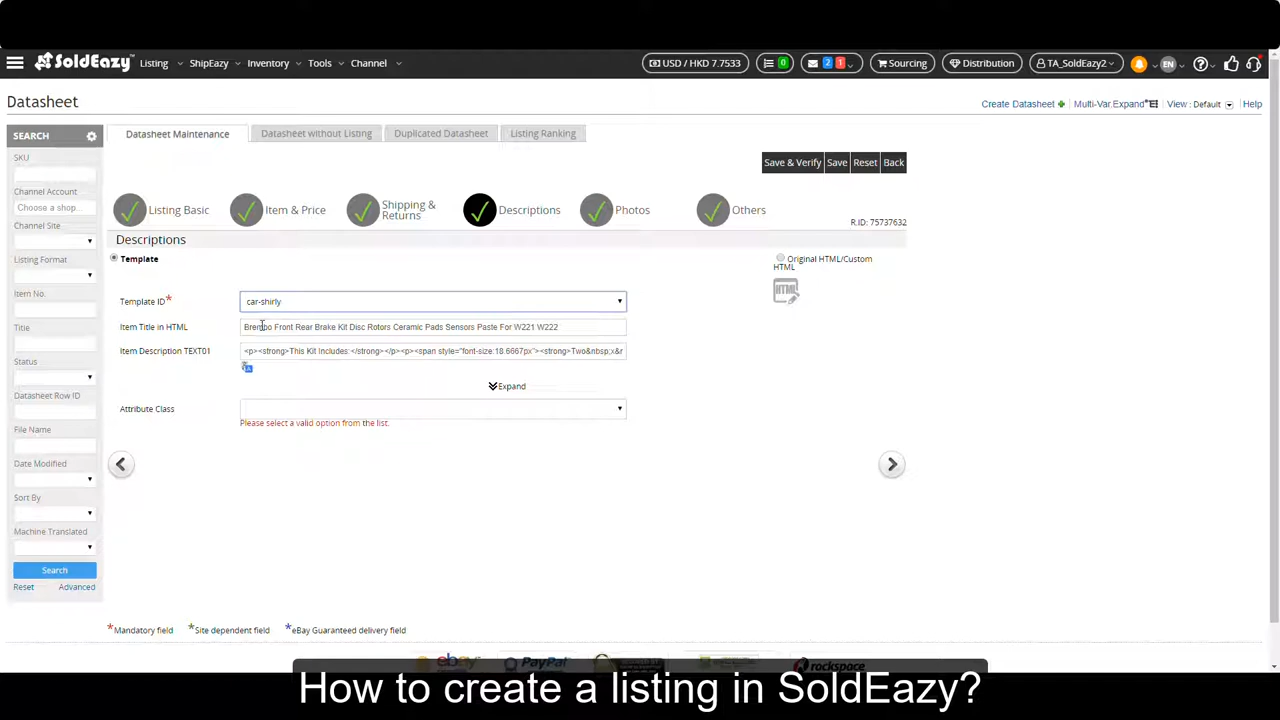 SoldEazy Listing ShipEazy Inventory Tools Channel USD / HKD 7.7533 0 2 1 Sourcing Distribution TA_SoldEazy2 EN
Datasheet
Create Datasheet Multi-Var.Expand View : Default Help
SEARCH
SKU
Channel Account
Choose a shop...
Channel Site
Listing Format
Item No.
Title
Status
Datasheet Row ID
File Name
Date Modified
Sort By
Machine Translated
Search
Reset Advanced
Datasheet Maintenance Datasheet without Listing Duplicated Datasheet Listing Ranking
Save & Verify Save Reset Back
Listing Basic Item & Price Shipping & Returns Descriptions Photos Others
R.ID: 75737632
Descriptions
Template
Original HTML/Custom
HTML
HTML
Template ID* car-shirly
Item Title in HTML Brembo Front Rear Brake Kit Disc Rotors Ceramic Pads Sensors Paste For W221 W222
Item Description TEXT01 <p><strong>This Kit Includes:</strong></p><p><span style="font-size:18.6667px"><strong>Two&nbsp;x&r
Expand
Attribute Class
Please select a valid option from the list.
*Mandatory field *Site dependent field *eBay Guaranteed delivery field
ebay PayPal rackspace
How to create a listing in SoldEazy?